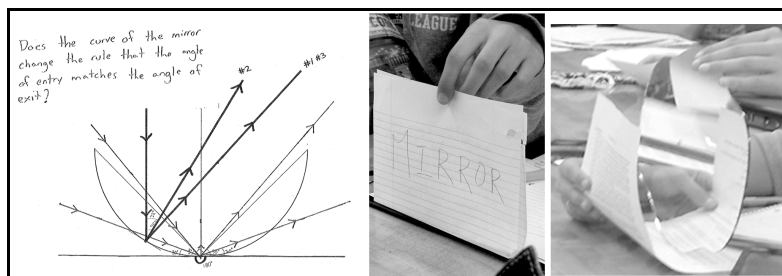 Does the curve of the mirror
change the rule that the angle
of entry matches the angle of
exit?
#2
#1 #3
LEAGUE
MIRROR